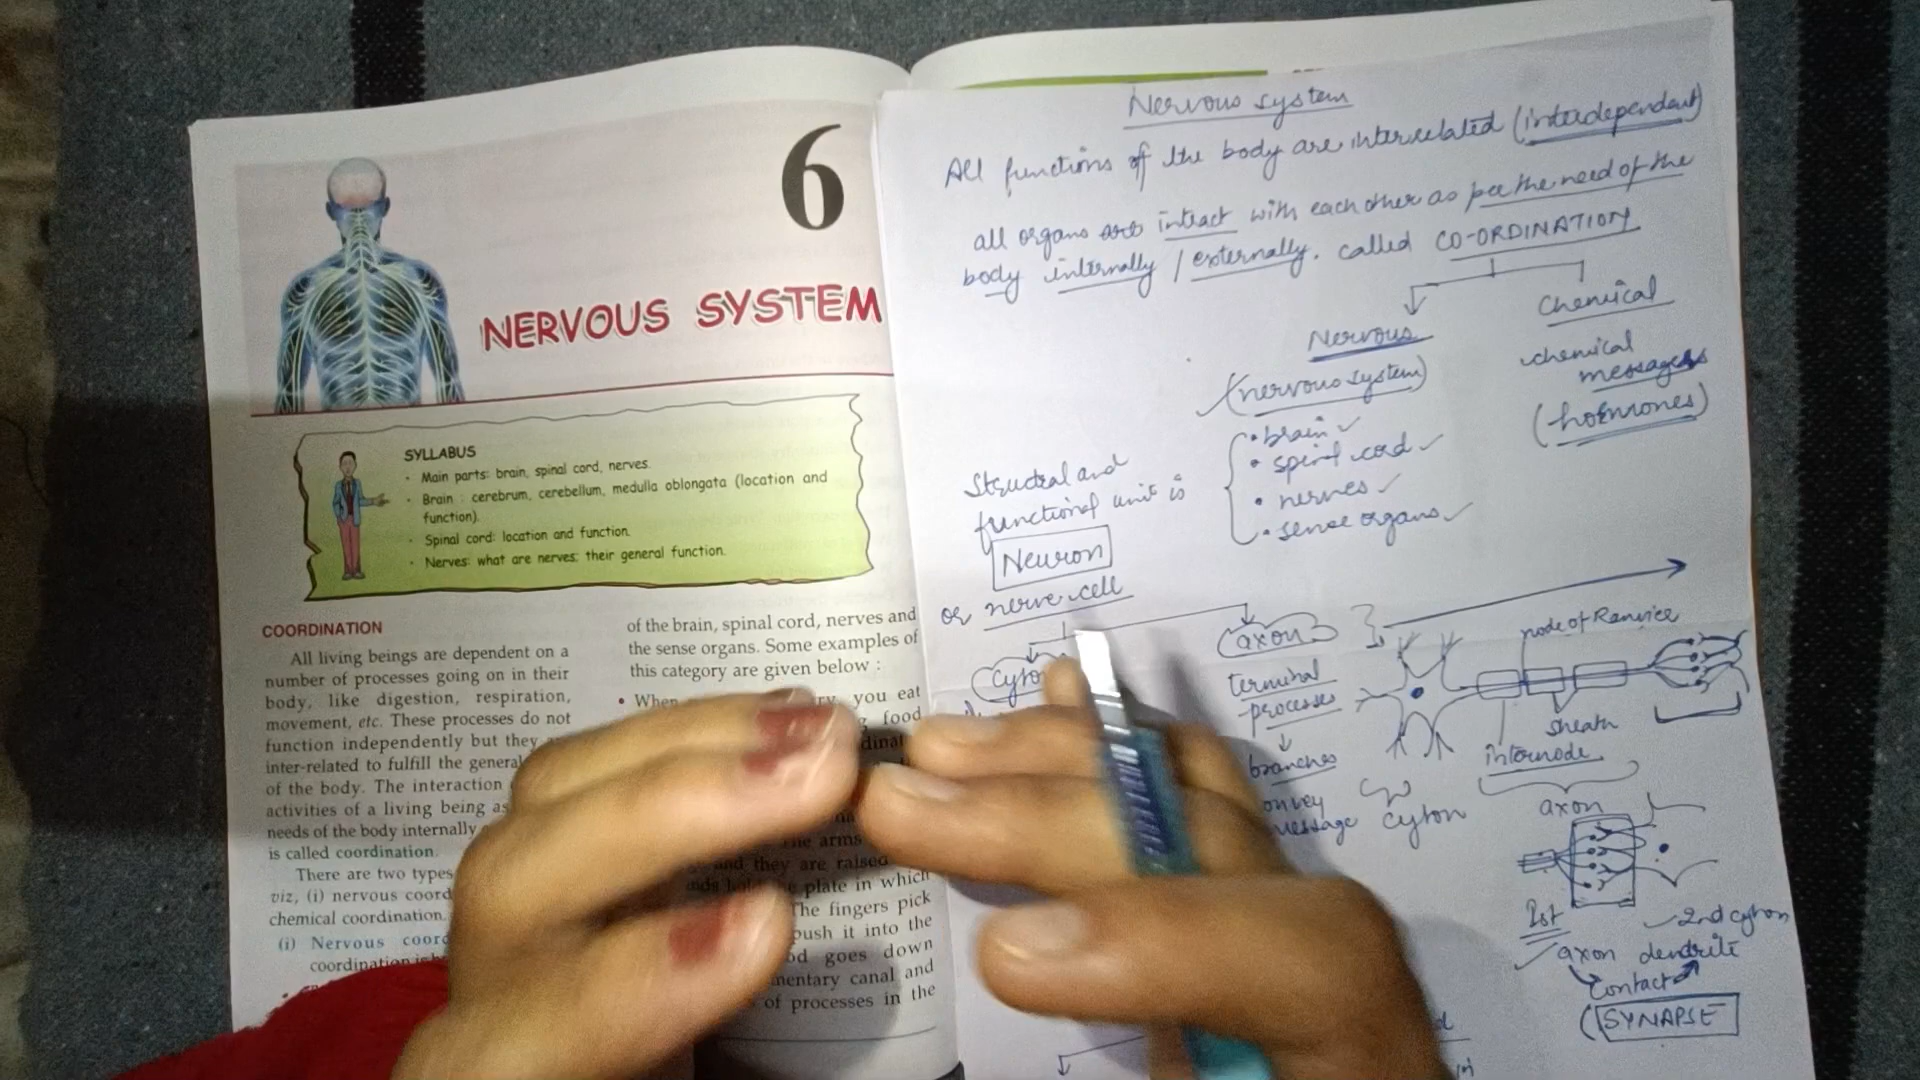 6
NERVOUS SYSTEM
SYLLABUS
• Main parts: brain, spinal cord, nerves.
• Brain : cerebrum, cerebellum, medulla oblongata (location and
function).
• Spinal cord: location and function.
• Nerves: what are nerves: their general function.
COORDINATION
All living beings are dependent on a
number of processes going on in their
body, like digestion, respiration,
movement, etc. These processes do not
function independently but they
inter-related to fulfill the general
of the body. The interaction
activities of a living being as
needs of the body internally
is called coordination.
There are two types
viz, (i) nervous coord
chemical coordination.
(i) Nervous coord
coordination is
of the brain, spinal cord, nerves and
the sense organs. Some examples of
this category are given below :
• When you eat
food
The arms
and they are raised
plate in which
The fingers pick
push it into the
goes down
mentary canal and
of processes in the
Nervous system
All functions of the body are interrelated (interdependent)
all organs intract with each other as per the need of the
body internally / externally. called CO-ORDINATION
Nervous
(nervous system)
• brain ✓
• spinal cord ✓
• nerves ✓
• sense organs ✓
Chemical
chemical
messages
(hormones)
Structral and
functional unit is
Neuron
or nerve cell
Cyton
axon
terminal
processes
branches
onvey
message cyton
node of Ranvier
sheath
internode
axon
1st
axon
2nd cyton
dendrite
Contact
(SYNAPSE